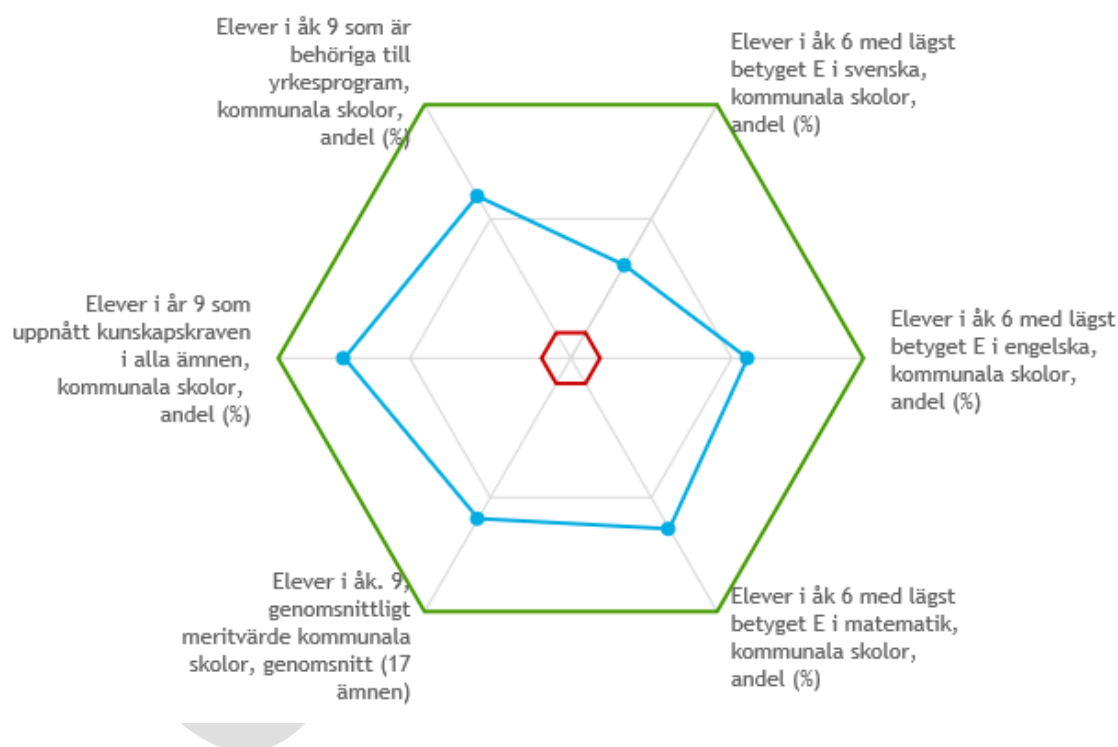 Elever i åk 9 som är
behöriga till
yrkesprogram,
kommunala skolor,
andel (%)
Elever i åk 6 med lägst
betyget E i svenska,
kommunala skolor,
andel (%)
Elever i år 9 som
uppnått kunskapskraven
i alla ämnen,
kommunala skolor,
andel (%)
Elever i åk 6 med lägst
betyget E i engelska,
kommunala skolor,
andel (%)
Elever i åk. 9,
genomsnittligt
meritvärde kommunala
skolor, genomsnitt (17
ämnen)
Elever i åk 6 med lägst
betyget E i matematik,
kommunala skolor,
andel (%)